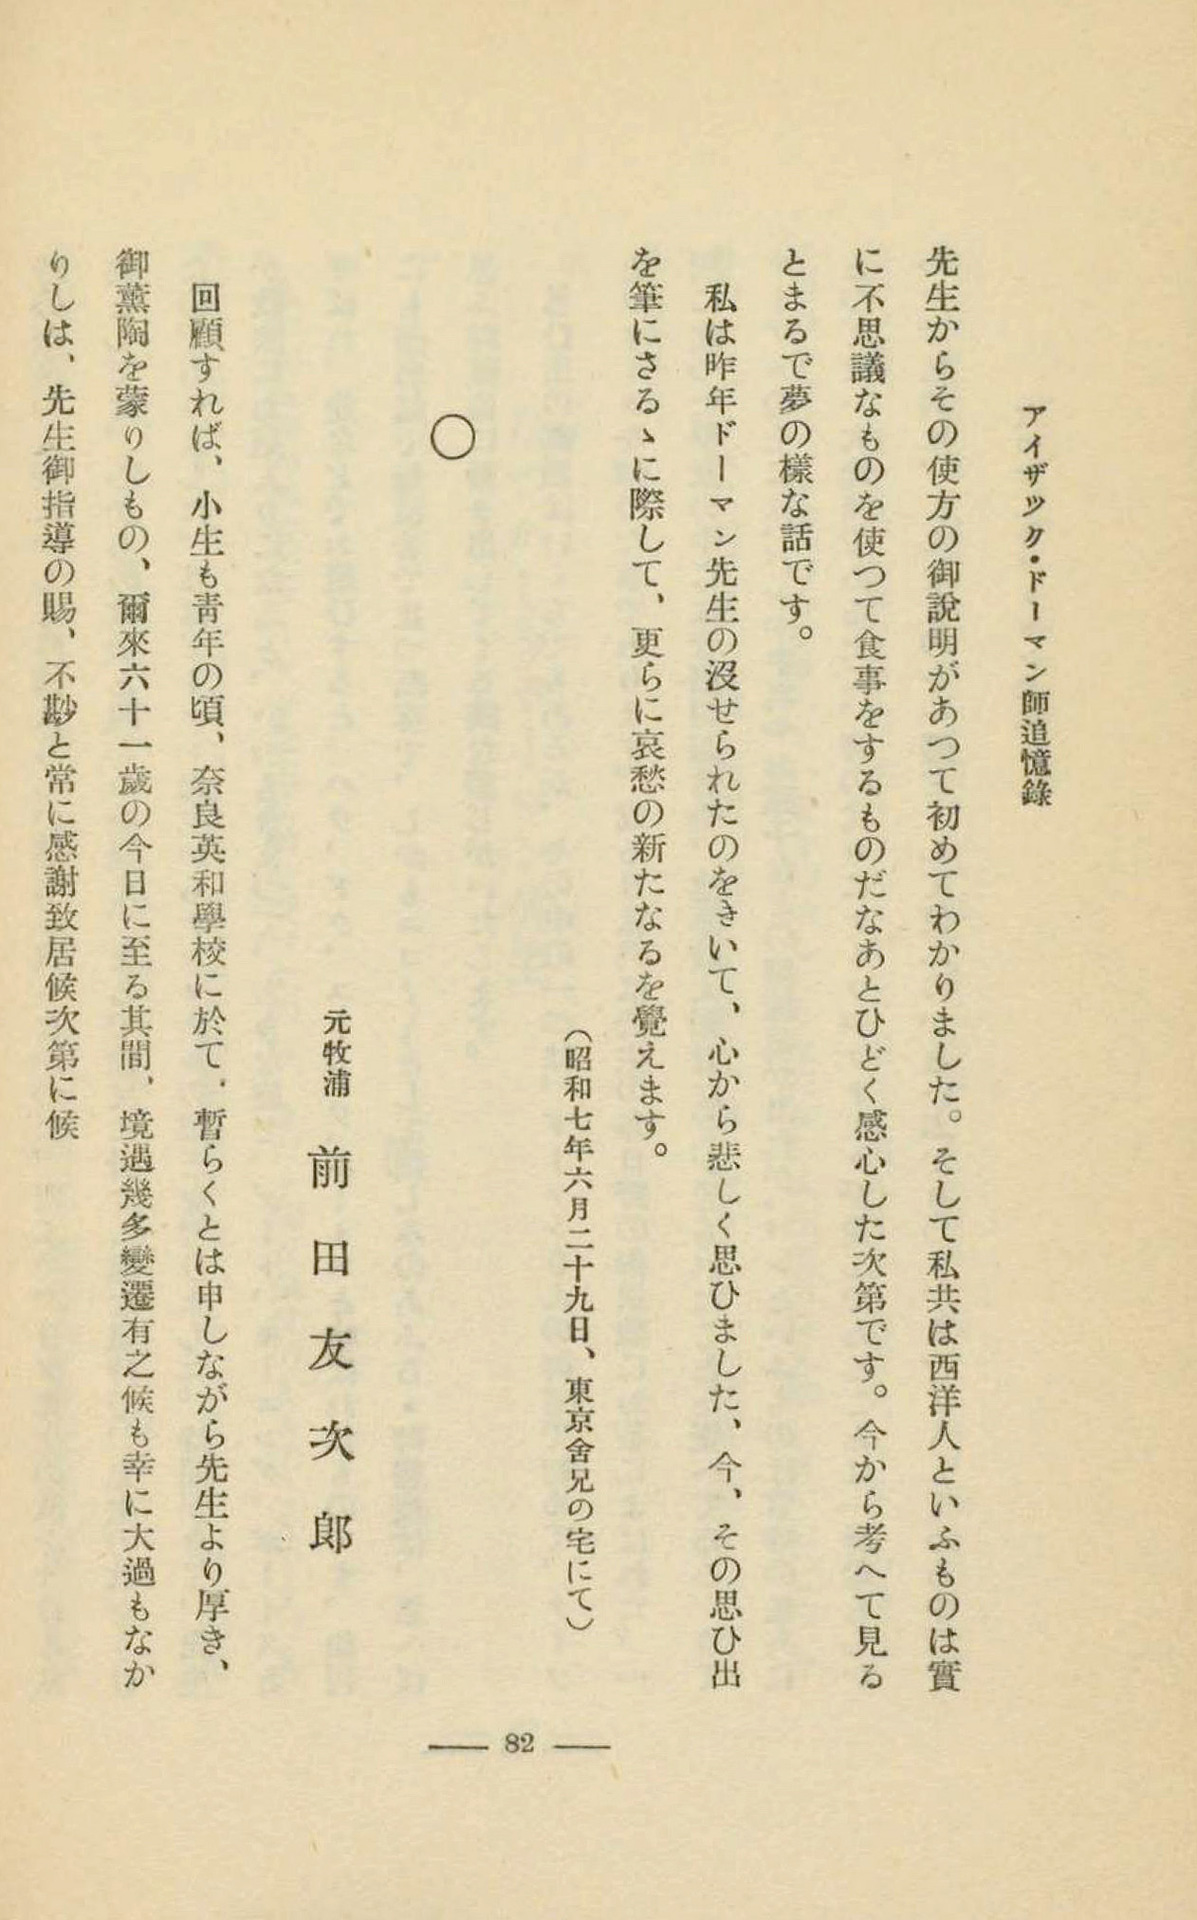 アイザック・ドーマン師追憶錄
先生からその使方の御說明があつて初めてわかりました。そして私共は西洋人といふものは實
に不思議なものを使つて食事をするものだなあとひどく感心した次第です。今から考へて見る
とまるで夢の樣な話です。
私は昨年ドーマン先生の沒せられたのをきいて、心から悲しく思ひました、今、その思ひ出
を筆にさるゝに際して、更らに哀愁の新たなるを覺えます。
（昭和七年六月二十九日、東京舍兄の宅にて）
○
元牧浦 前田友次郎
回顧すれば、小生も靑年の頃、奈良英和學校に於て、暫らくとは申しながら先生より厚き、
御薰陶を蒙りしもの、爾來六十一歲の今日に至る其間、境遇幾多變遷有之候も幸に大過もなか
りしは、先生御指導の賜、不尠と常に感謝致居候次第に候
82